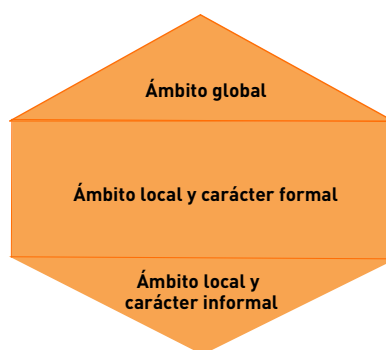 Ámbito global
Ámbito local y carácter formal
Ámbito local y
carácter informal